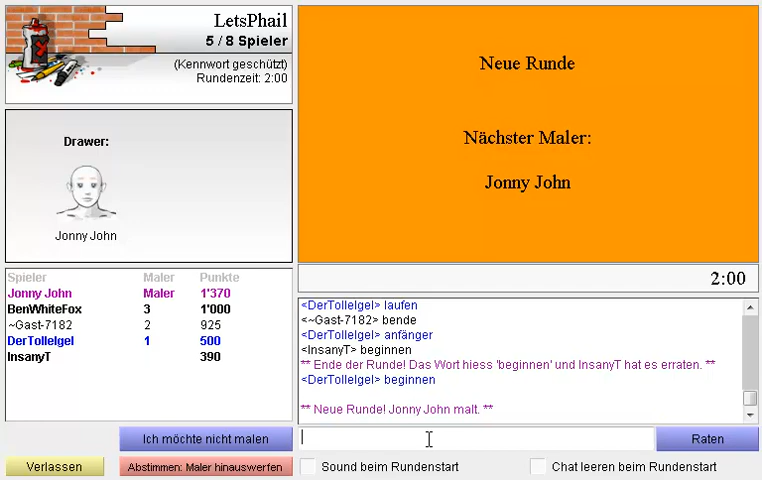 LetsPhail
5 / 8 Spieler
(Kennwort geschützt)
Rundenzeit: 2:00
Drawer:
Jonny John
Spieler Maler Punkte
Jonny John Maler 1'370
BenWhiteFox 3 1'000
~Gast-7182 2 925
DerTolleIgel 1 500
InsanyT 390
Ich möchte nicht malen
Verlassen
Abstimmen: Maler hinauswerfen
Neue Runde
Nächster Maler:
Jonny John
2:00
<DerTolleIgel> laufen
<~Gast-7182> bende
<DerTolleIgel> anfänger
<InsanyT> beginnen
** Ende der Runde! Das Wort hiess 'beginnen' und InsanyT hat es erraten. **
<DerTolleIgel> beginnen
** Neue Runde! Jonny John malt. **
Raten
Sound beim Rundenstart
Chat leeren beim Rundenstart